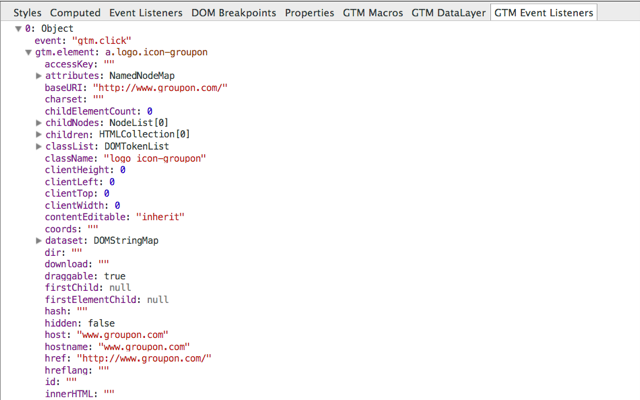 Styles Computed Event Listeners DOM Breakpoints Properties GTM Macros GTM DataLayer GTM Event Listeners
0: Object
event: "gtm.click"
gtm.element: a.logo.icon-groupon
accessKey: ""
attributes: NamedNodeMap
baseURI: "http://www.groupon.com/"
charset: ""
childElementCount: 0
childNodes: NodeList[0]
children: HTMLCollection[0]
classList: DOMTokenList
className: "logo icon-groupon"
clientHeight: 0
clientLeft: 0
clientTop: 0
clientWidth: 0
contentEditable: "inherit"
coords: ""
dataset: DOMStringMap
dir: ""
download: ""
draggable: true
firstChild: null
firstElementChild: null
hash: ""
hidden: false
host: "www.groupon.com"
hostname: "www.groupon.com"
href: "http://www.groupon.com/"
hreflang: ""
id: ""
innerHTML: ""